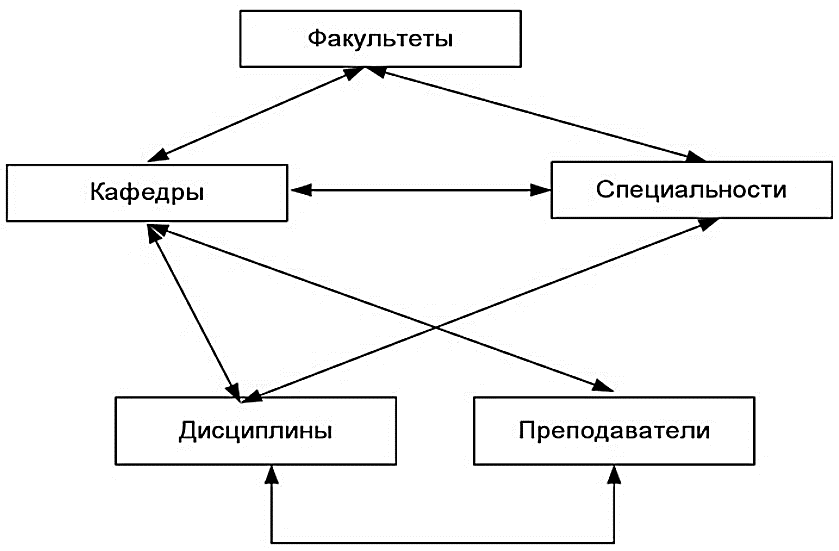 Факультеты
Кафедры
Специальности
Дисциплины
Преподаватели